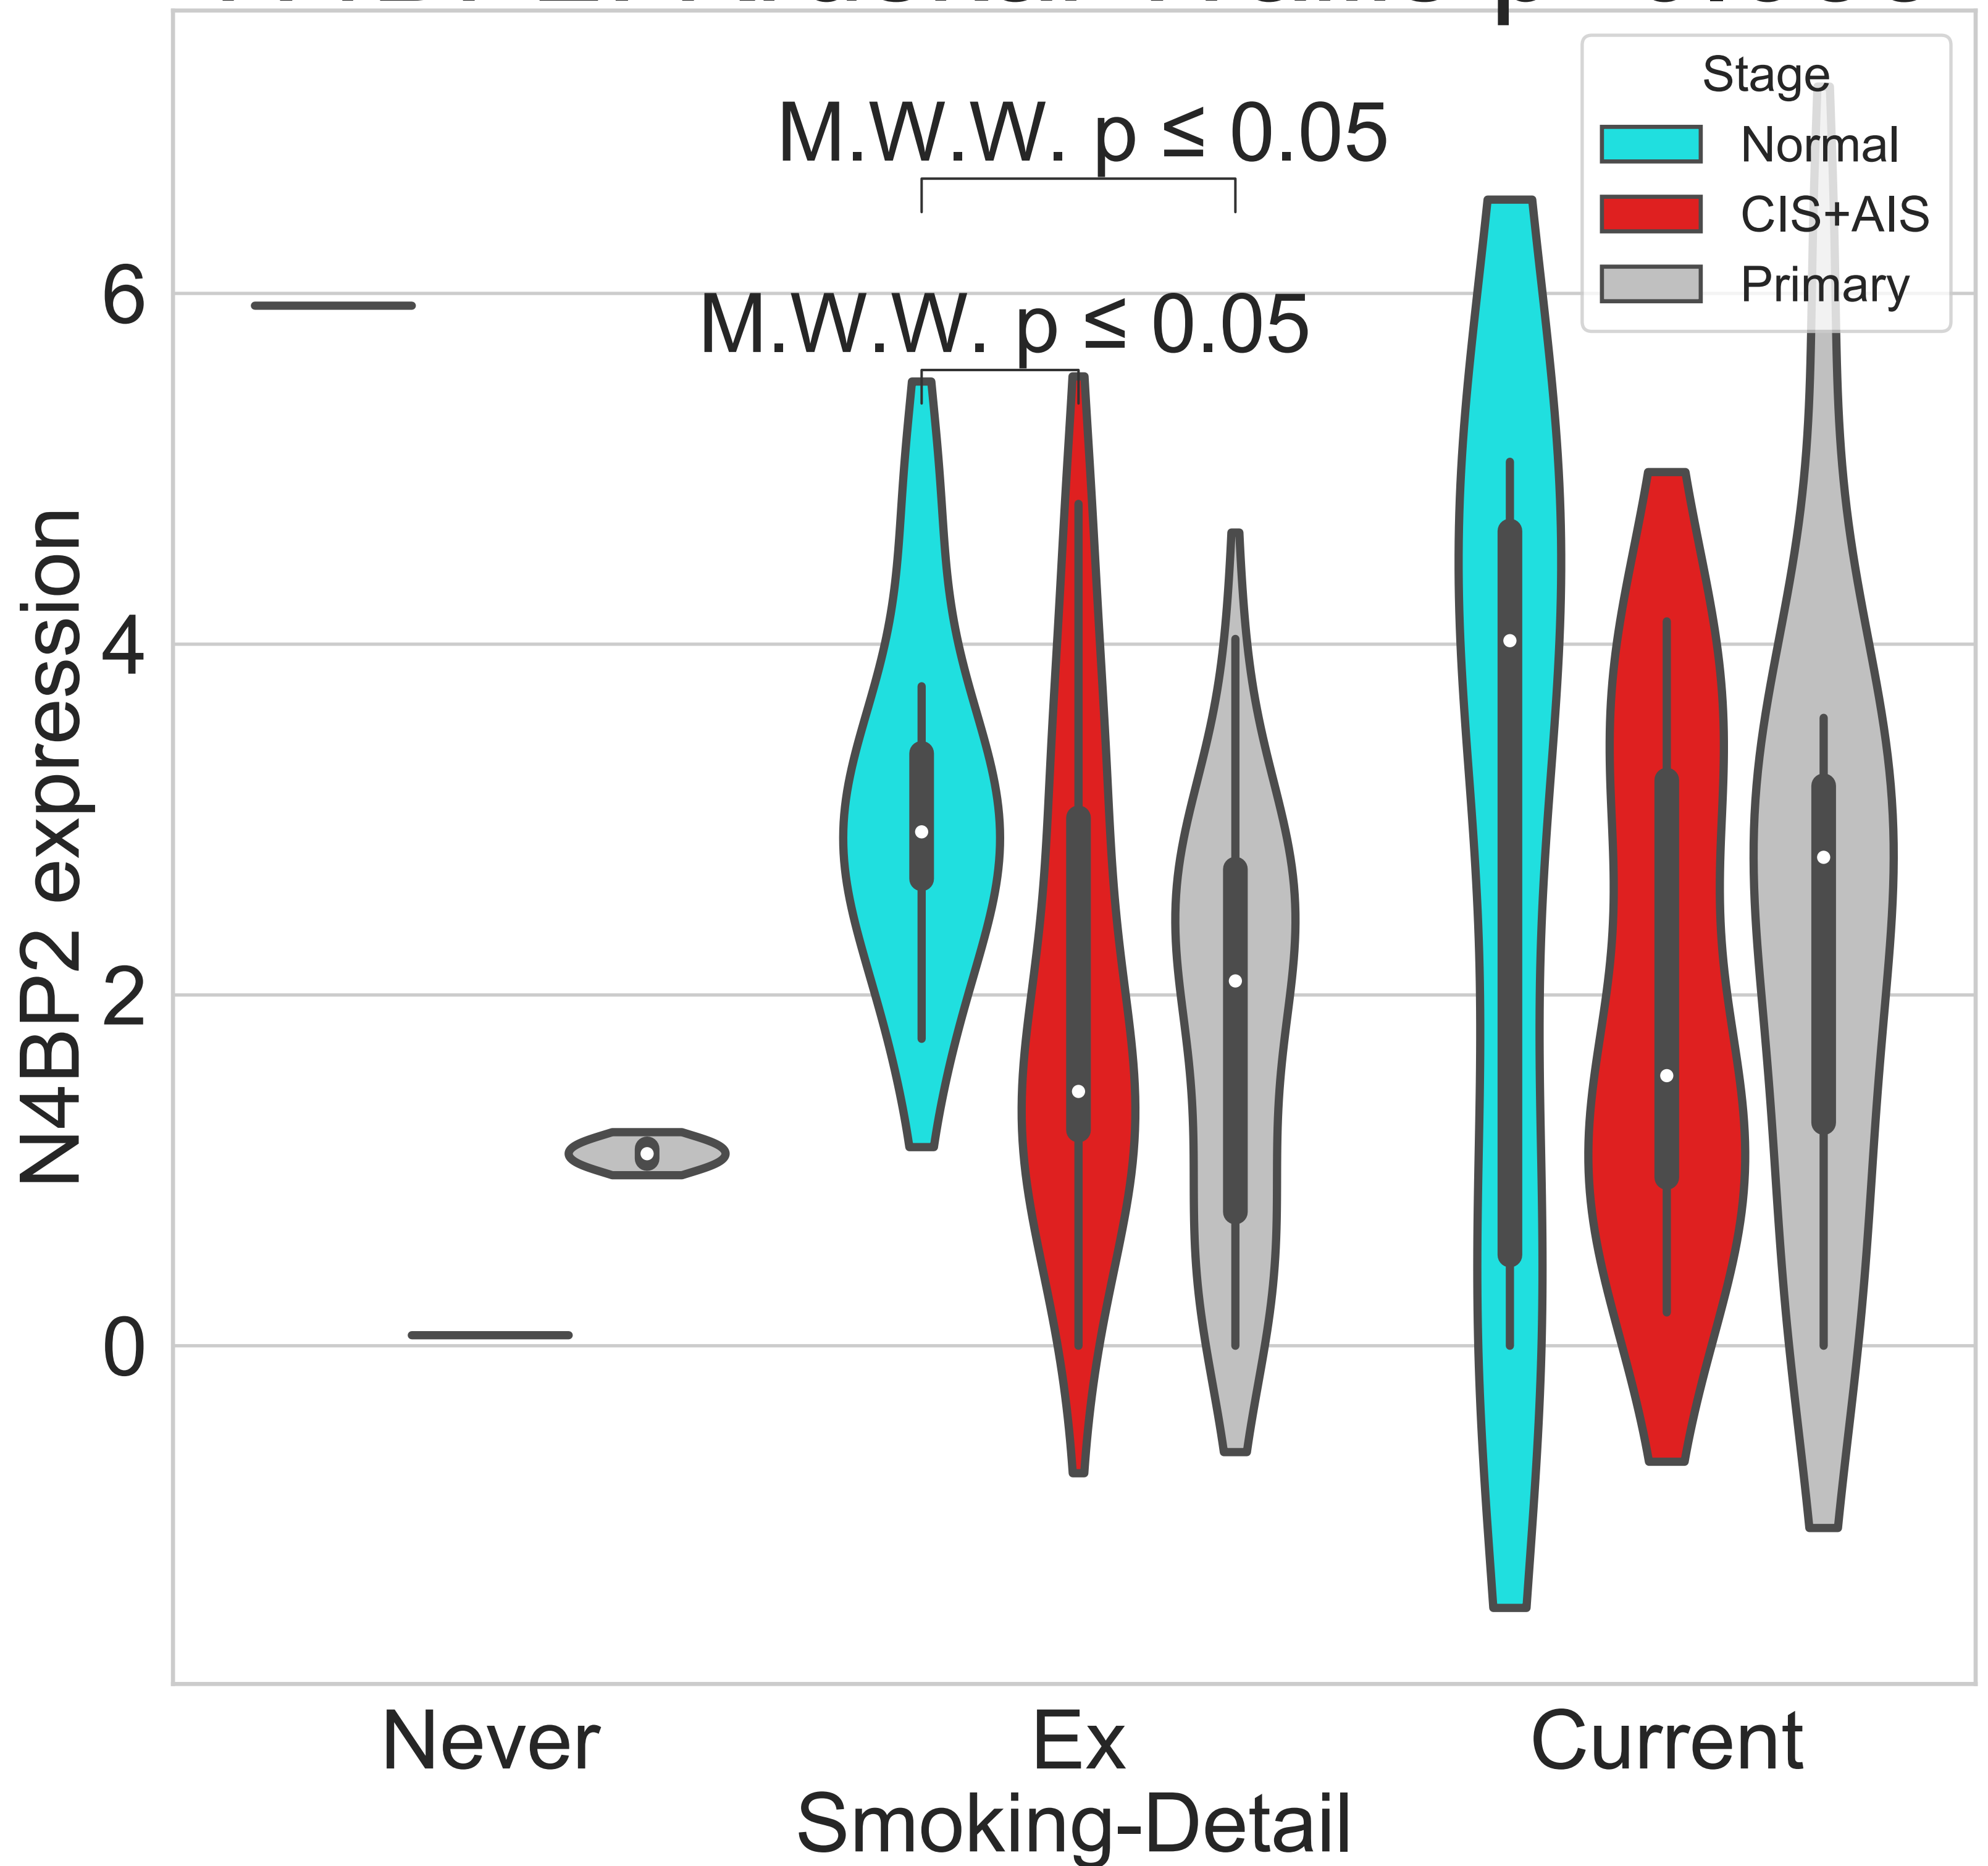 M.W.W. p ≤ 0.05
M.W.W. p ≤ 0.05
Stage
Normal
CIS+AIS
Primary
N4BP2 expression
6
4
2
0
Never
Ex
Current
Smoking-Detail